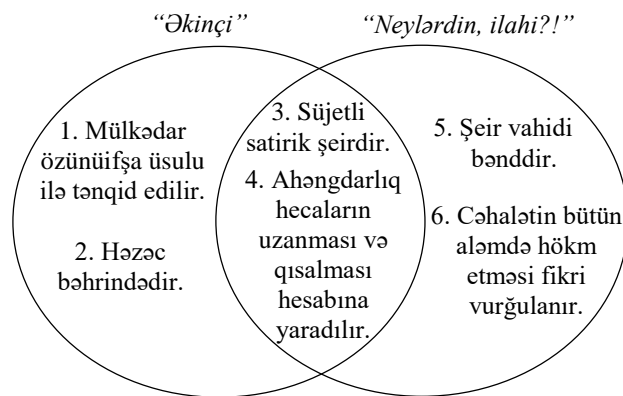 “Əkinçi”
“Neylərdin, ilahi?!”
1. Mülkədar
özünüifşa üsulu
ilə tənqid edilir.
2. Həzəc
bəhrindədir.
3. Süjetli
satirik şeirdir.
4. Ahəngdarlıq
hecaların
uzanması və
qısalması
hesabına
yaradılır.
5. Şeir vahidi
bənddir.
6. Cəhalətin bütün
aləmdə hökm
etməsi fikri
vurğulanır.